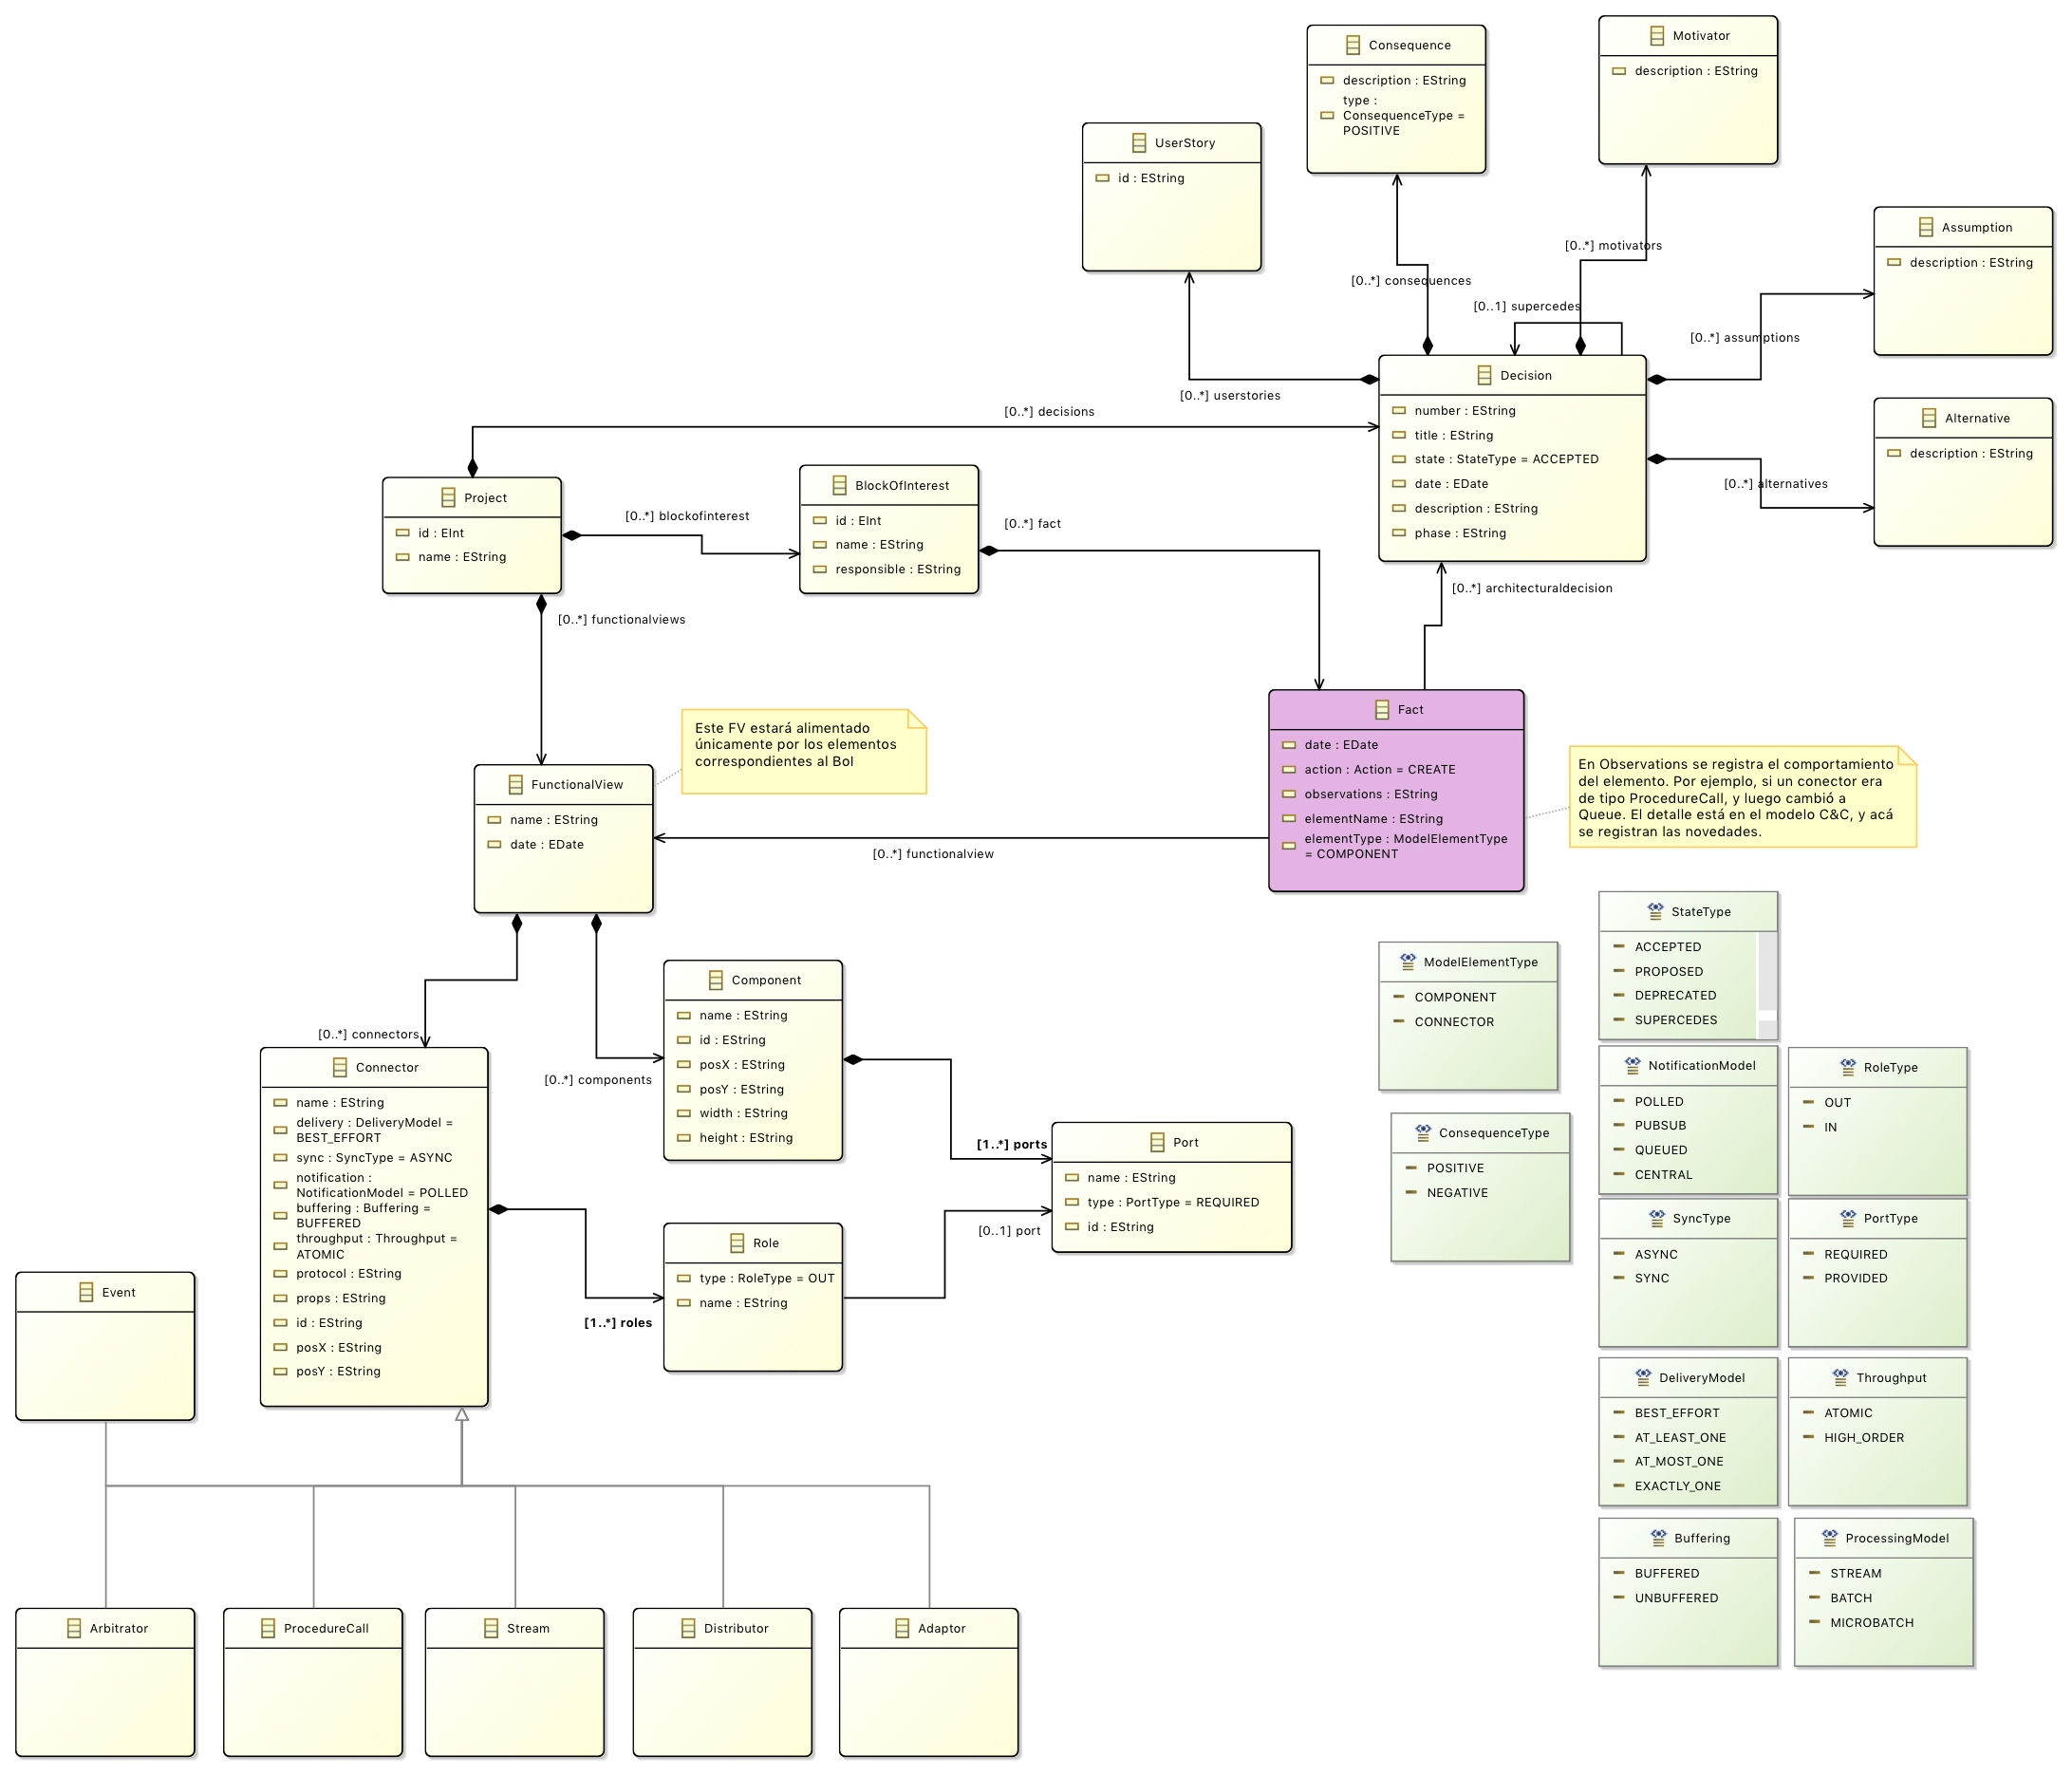 Consequence
description : EString
type :
ConsequenceType =
POSITIVE
Motivator
description : EString
UserStory
id : EString
Assumption
description : EString
[0..*] motivators
[0..*] consequences
[0..1] supercedes
[0..*] assumptions
[0..*] userstories
Decision
number : EString
title : EString
state : StateType = ACCEPTED
date : EDate
description : EString
phase : EString
Alternative
description : EString
[0..*] alternatives
[0..*] decisions
Project
id : EInt
name : EString
[0..*] blockofinterest
BlockOfInterest
id : EInt
name : EString
responsible : EString
[0..*] fact
[0..*] architecturaldecision
[0..*] functionalviews
Este FV estará alimentado
únicamente por los elementos
correspondientes al BoI
Fact
date : EDate
action : Action = CREATE
observations : EString
elementName : EString
elementType : ModelElementType
= COMPONENT
En Observations se registra el comportamiento
del elemento. Por ejemplo, si un conector era
de tipo ProcedureCall, y luego cambió a
Queue. El detalle está en el modelo C&C, y acá
se registran las novedades.
FunctionalView
name : EString
date : EDate
[0..*] functionalview
[0..*] connectors
[0..*] components
Component
name : EString
id : EString
posX : EString
posY : EString
width : EString
height : EString
Connector
name : EString
delivery : DeliveryModel =
BEST_EFFORT
sync : SyncType = ASYNC
notification :
NotificationModel = POLLED
buffering : Buffering =
BUFFERED
throughput : Throughput =
ATOMIC
protocol : EString
props : EString
id : EString
posX : EString
posY : EString
[1..*] ports
Port
name : EString
type : PortType = REQUIRED
id : EString
[0..1] port
Role
type : RoleType = OUT
name : EString
[1..*] roles
Event
Arbitrator
ProcedureCall
Stream
Distributor
Adaptor
ModelElementType
COMPONENT
CONNECTOR
StateType
ACCEPTED
PROPOSED
DEPRECATED
SUPERCEDES
NotificationModel
POLLED
PUBSUB
QUEUED
CENTRAL
RoleType
OUT
IN
ConsequenceType
POSITIVE
NEGATIVE
SyncType
ASYNC
SYNC
PortType
REQUIRED
PROVIDED
DeliveryModel
BEST_EFFORT
AT_LEAST_ONE
AT_MOST_ONE
EXACTLY_ONE
Throughput
ATOMIC
HIGH_ORDER
Buffering
BUFFERED
UNBUFFERED
ProcessingModel
STREAM
BATCH
MICROBATCH